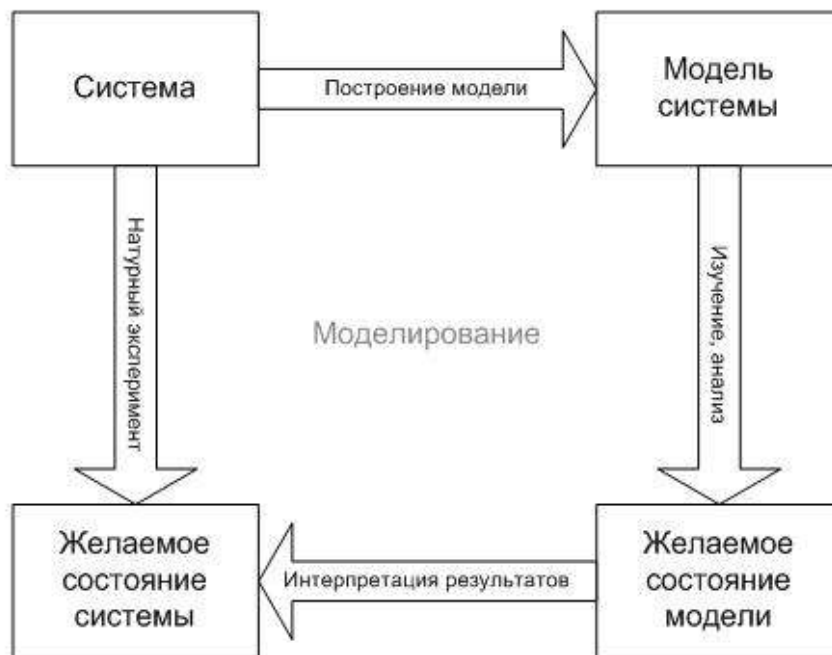 Система
Построение модели
Модель
системы
Натурный эксперимент
Моделирование
Изучение, анализ
Желаемое
состояние
системы
Интерпретация результатов
Желаемое
состояние
модели